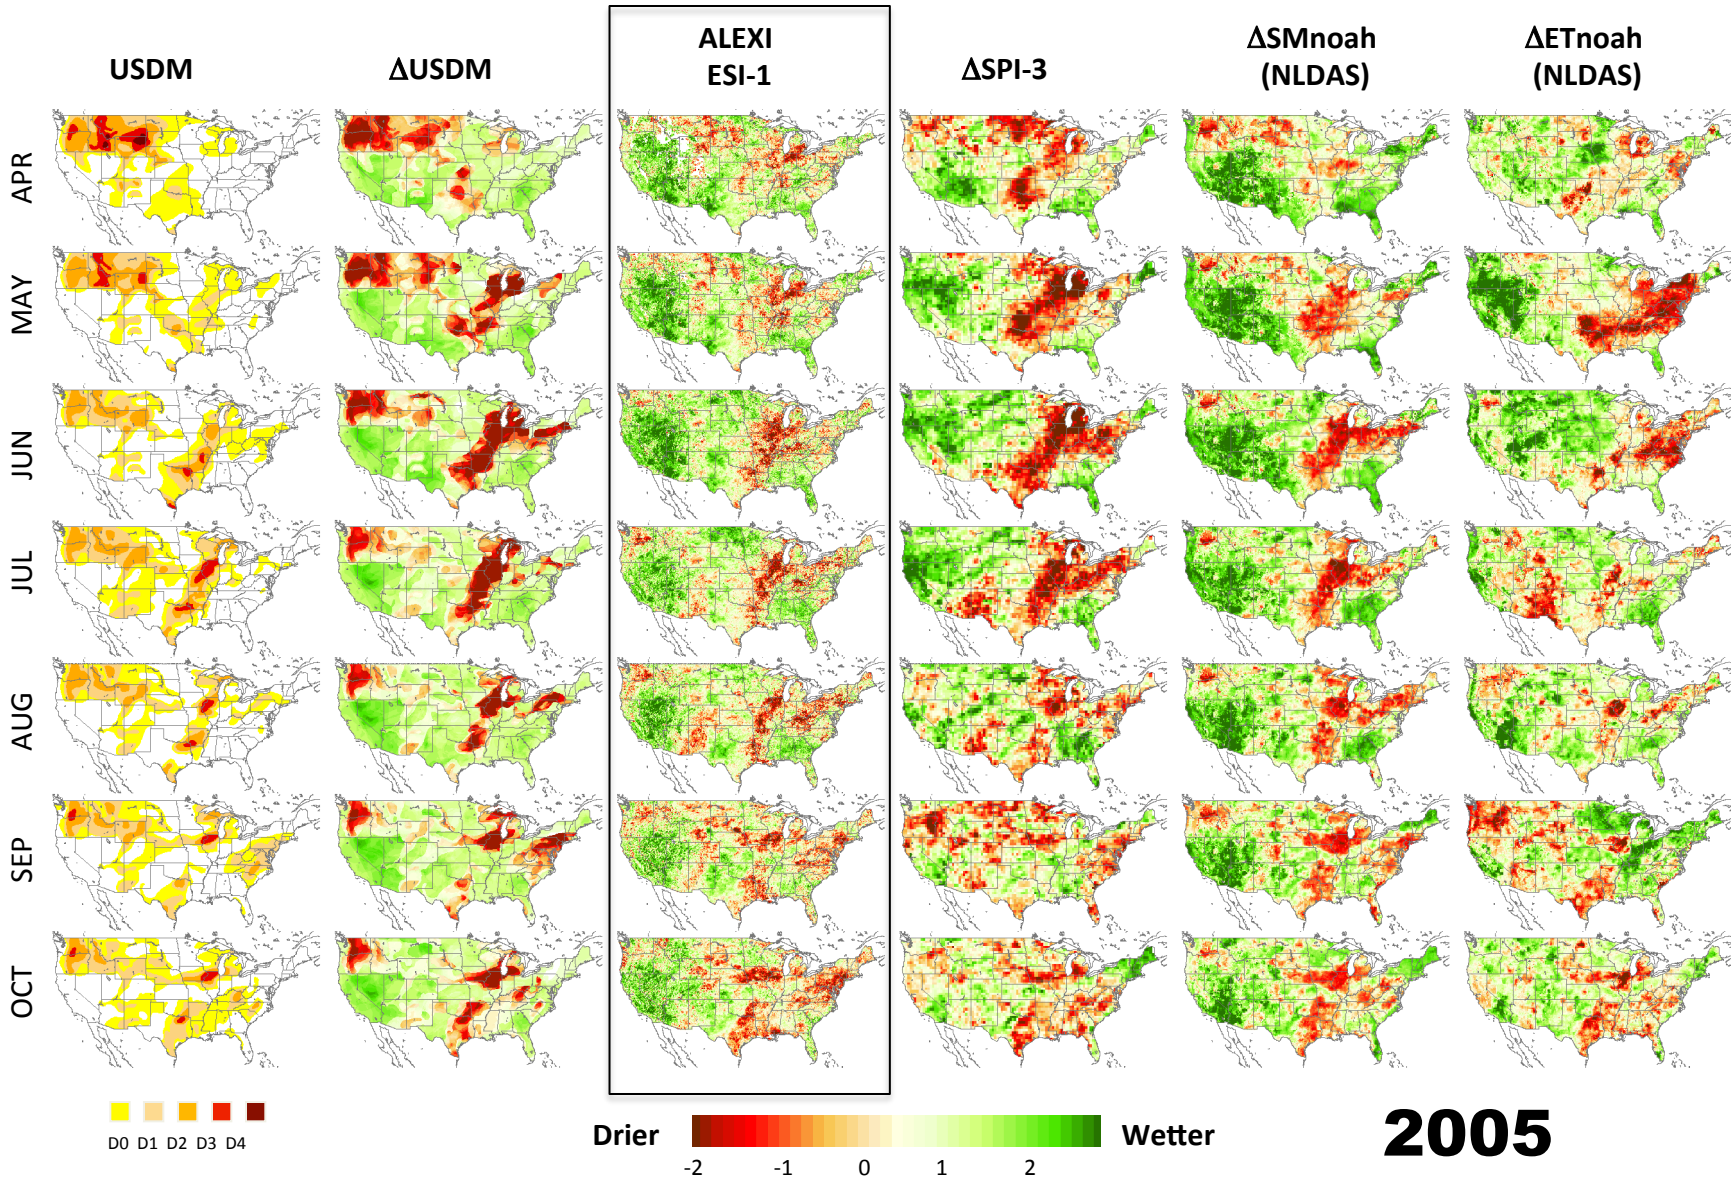 USDM
ΔUSDM
ALEXI
ESI-1
ΔSPI-3
ΔSMnoah
(NLDAS)
ΔETnoah
(NLDAS)
APR
MAY
JUN
JUL
AUG
SEP
OCT
D0 D1 D2 D3 D4
Drier
Wetter
-2 -1 0 1 2
2005